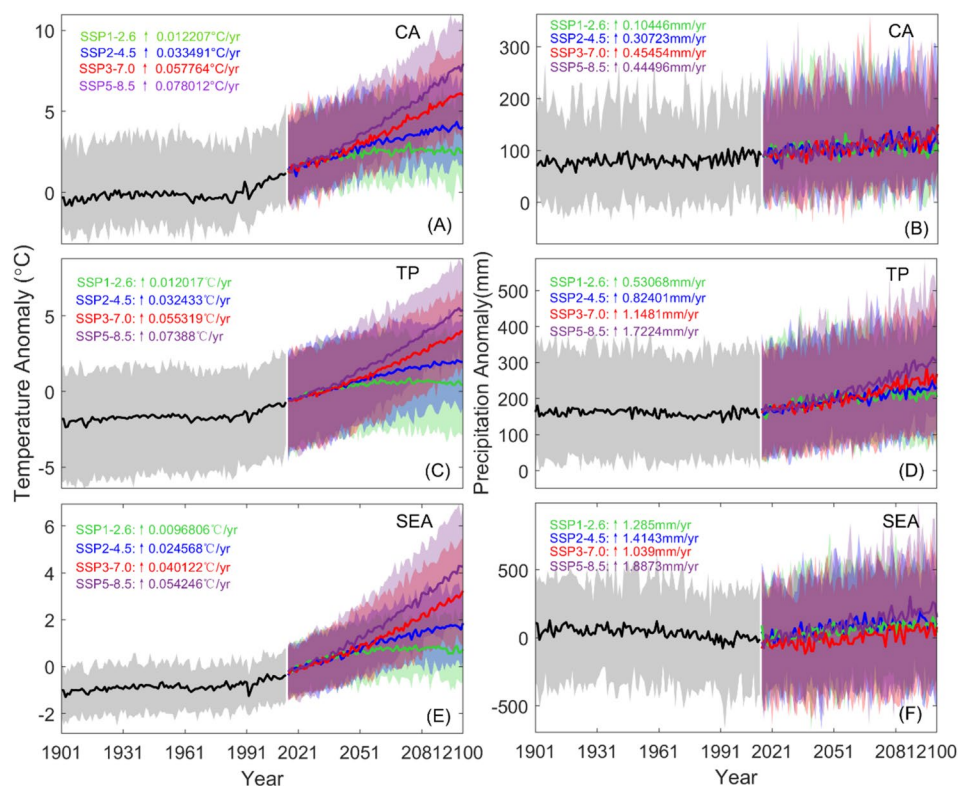 CA
SSP1-2.6 ↑ 0.012207°C/yr
SSP2-4.5 ↑ 0.033491°C/yr
SSP3-7.0 ↑ 0.057764°C/yr
SSP5-8.5 ↑ 0.078012°C/yr
10
5
0
(A)
CA
SSP1-2.6: ↑ 0.10446mm/yr
SSP2-4.5: ↑ 0.30723mm/yr
SSP3-7.0: ↑ 0.45454mm/yr
SSP5-8.5: ↑ 0.44496mm/yr
300
200
100
0
(B)
Temperature Anomaly (°C)
TP
SSP1-2.6: ↑ 0.012017℃/yr
SSP2-4.5: ↑ 0.032433℃/yr
SSP3-7.0: ↑ 0.055319℃/yr
SSP5-8.5: ↑ 0.07388℃/yr
5
0
-5
(C)
Precipitation Anomaly(mm)
TP
SSP1-2.6: ↑ 0.53068mm/yr
SSP2-4.5: ↑ 0.82401mm/yr
SSP3-7.0: ↑ 1.1481mm/yr
SSP5-8.5: ↑ 1.7224mm/yr
500
400
300
200
100
0
(D)
SEA
SSP1-2.6: ↑ 0.0096806℃/yr
SSP2-4.5: ↑ 0.024568℃/yr
SSP3-7.0: ↑ 0.040122℃/yr
SSP5-8.5: ↑ 0.054246℃/yr
6
4
2
0
-2
(E)
1901 1931 1961 1991 2021 2051 2081 2100
Year
SEA
SSP1-2.6: ↑ 1.285mm/yr
SSP2-4.5: ↑ 1.4143mm/yr
SSP3-7.0: ↑ 1.039mm/yr
SSP5-8.5: ↑ 1.8873mm/yr
500
0
-500
(F)
1901 1931 1961 1991 2021 2051 2081 2100
Year